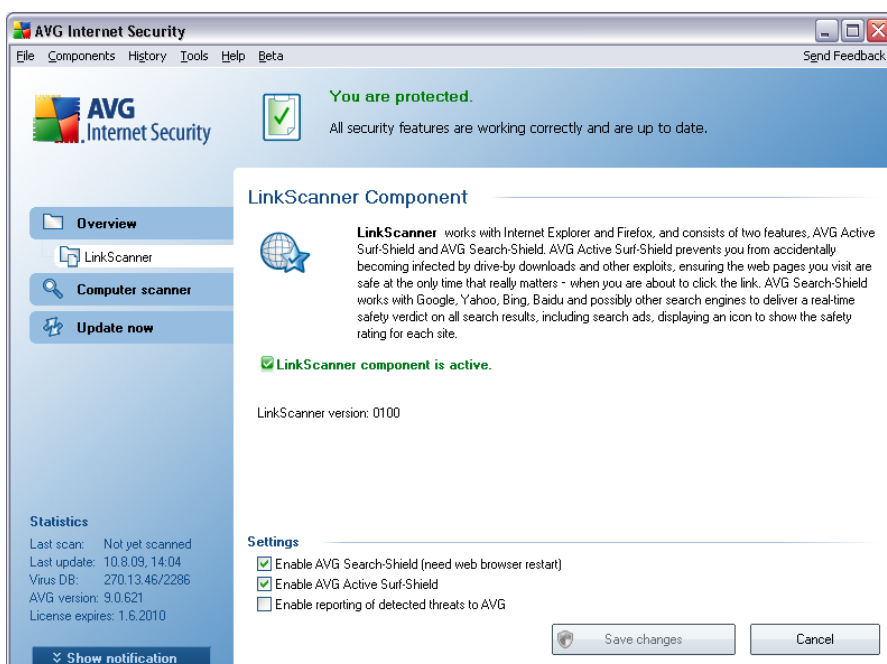 AVG Internet Security
File Components History Tools Help Beta Send Feedback
AVG
Internet Security
You are protected.
All security features are working correctly and are up to date.
Overview
LinkScanner
Computer scanner
Update now
LinkScanner Component
LinkScanner works with Internet Explorer and Firefox, and consists of two features, AVG Active
Surf-Shield and AVG Search-Shield. AVG Active Surf-Shield prevents you from accidentally
becoming infected by drive-by downloads and other exploits, ensuring the web pages you visit are
safe at the only time that really matters - when you are about to click the link. AVG Search-Shield
works with Google, Yahoo, Bing, Baidu and possibly other search engines to deliver a real-time
safety verdict on all search results, including search ads, displaying an icon to show the safety
rating for each site.
LinkScanner component is active.
LinkScanner version: 0100
Statistics
Last scan: Not yet scanned
Last update: 10.8.09, 14:04
Virus DB: 270.13.46/2286
AVG version: 9.0.621
License expires: 1.6.2010
Show notification
Settings
Enable AVG Search-Shield (need web browser restart)
Enable AVG Active Surf-Shield
Enable reporting of detected threats to AVG
Save changes Cancel